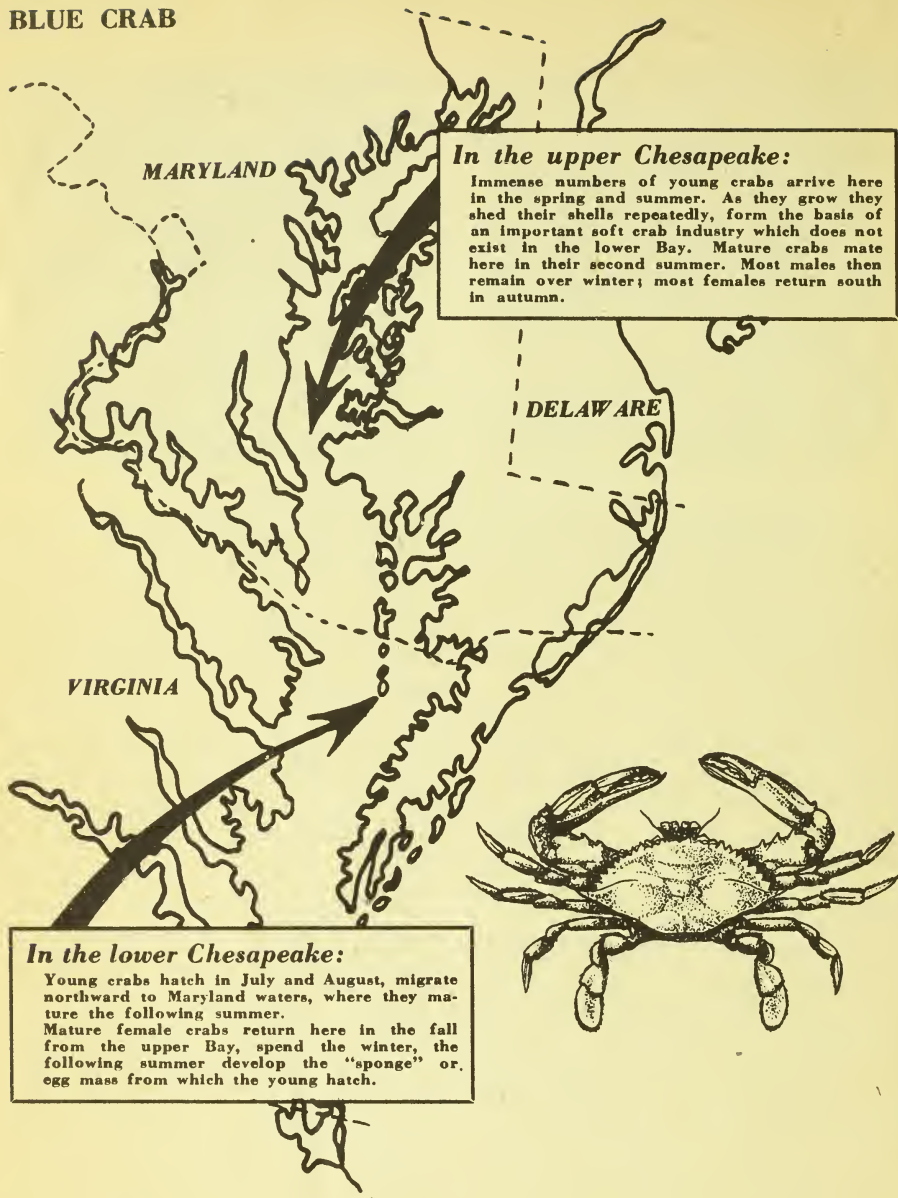 BLUE CRAB
MARYLAND
In the upper Chesapeake:
Immense numbers of young crabs arrive here
in the spring and summer. As they grow they
shed their shells repeatedly, form the basis of
an important soft crab industry which does not
exist in the lower Bay. Mature crabs mate
here in their second summer. Most males then
remain over winter; most females return south
in autumn.
DELAWARE
VIRGINIA
In the lower Chesapeake:
Young crabs hatch in July and August, migrate
northward to Maryland waters, where they ma-
ture the following summer.
Mature female crabs return here in the fall
from the upper Bay, spend the winter, the
following summer develop the "sponge" or
egg mass from which the young hatch.